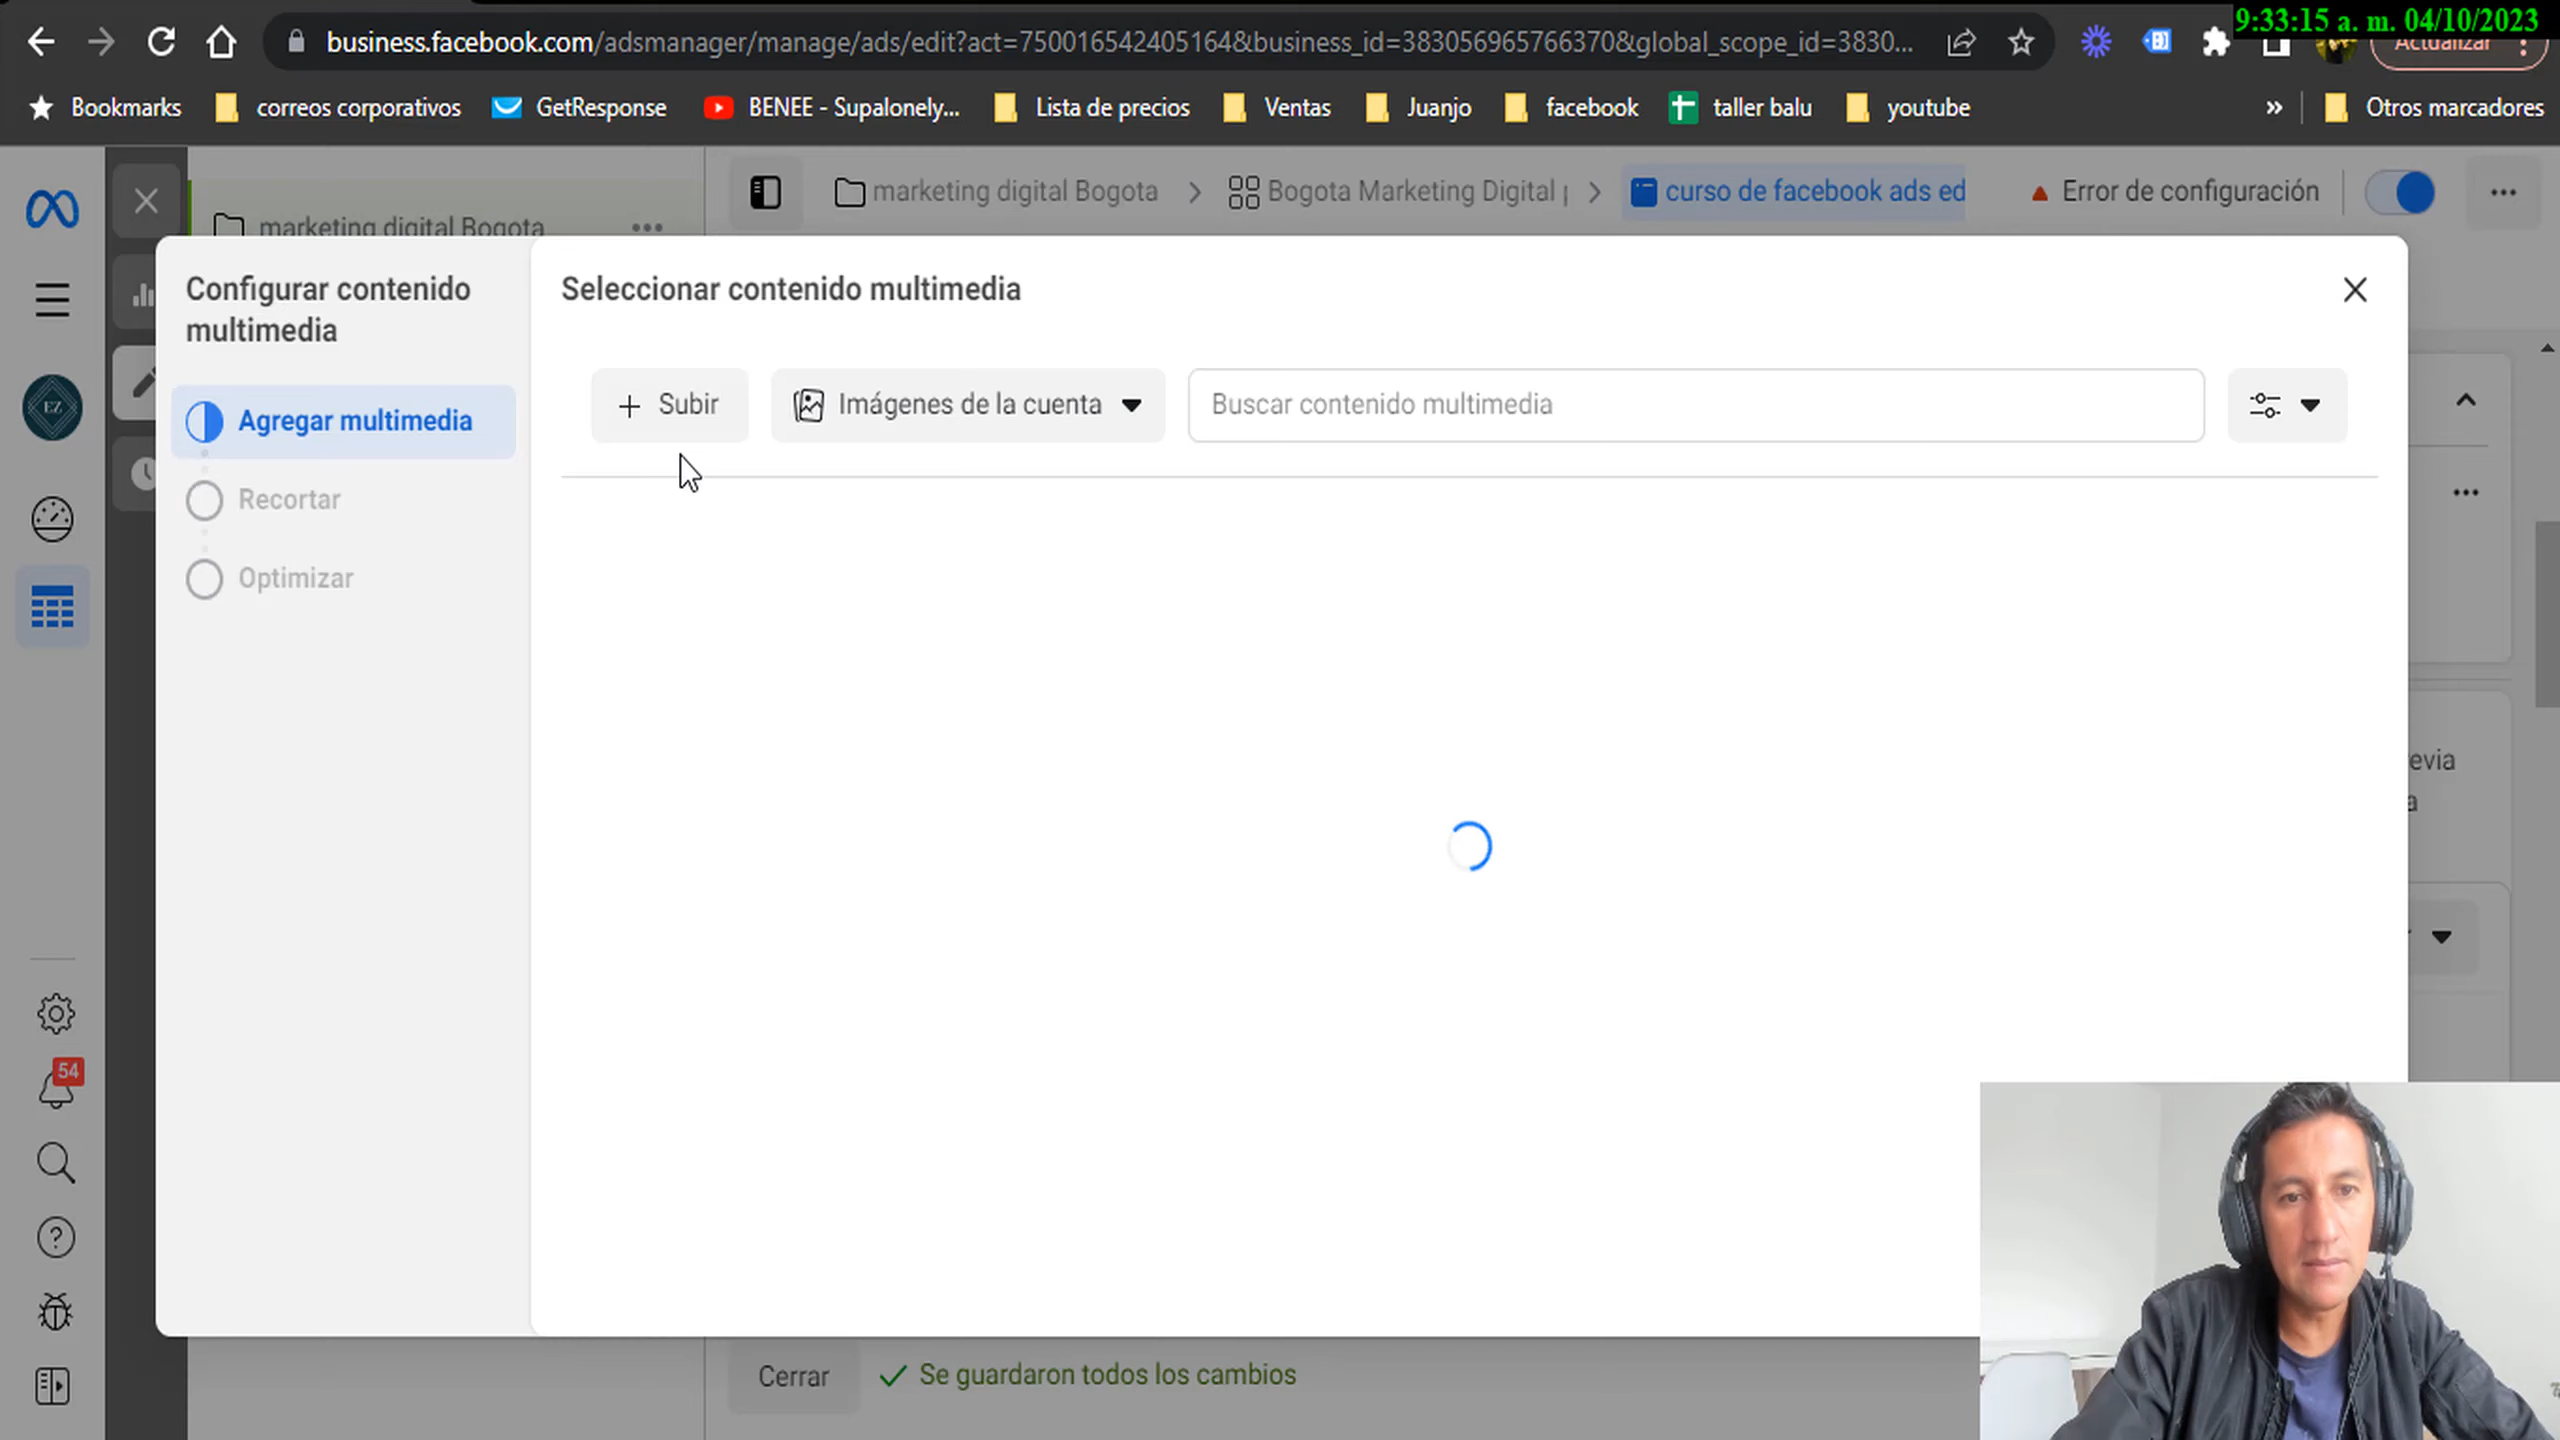 9:33:15 a. m. 04/10/2023
business.facebook.com/adsmanager/manage/ads/edit?act=750016542405164&business_id=383056965766370&global_scope_id=3830...
Actualizar
Bookmarks
correos corporativos
GetResponse
BENEE - Supalonely...
Lista de precios
Ventas
Juanjo
facebook
taller balu
youtube
»
Otros marcadores
marketing digital Bogota
marketing digital Bogota
Bogota Marketing Digital
curso de facebook ads ed
Error de configuración
EZ
Configurar contenido
multimedia
Agregar multimedia
Recortar
Optimizar
Seleccionar contenido multimedia
+ Subir
Imágenes de la cuenta
Buscar contenido multimedia
evia
a
54
Cerrar
Se guardaron todos los cambios